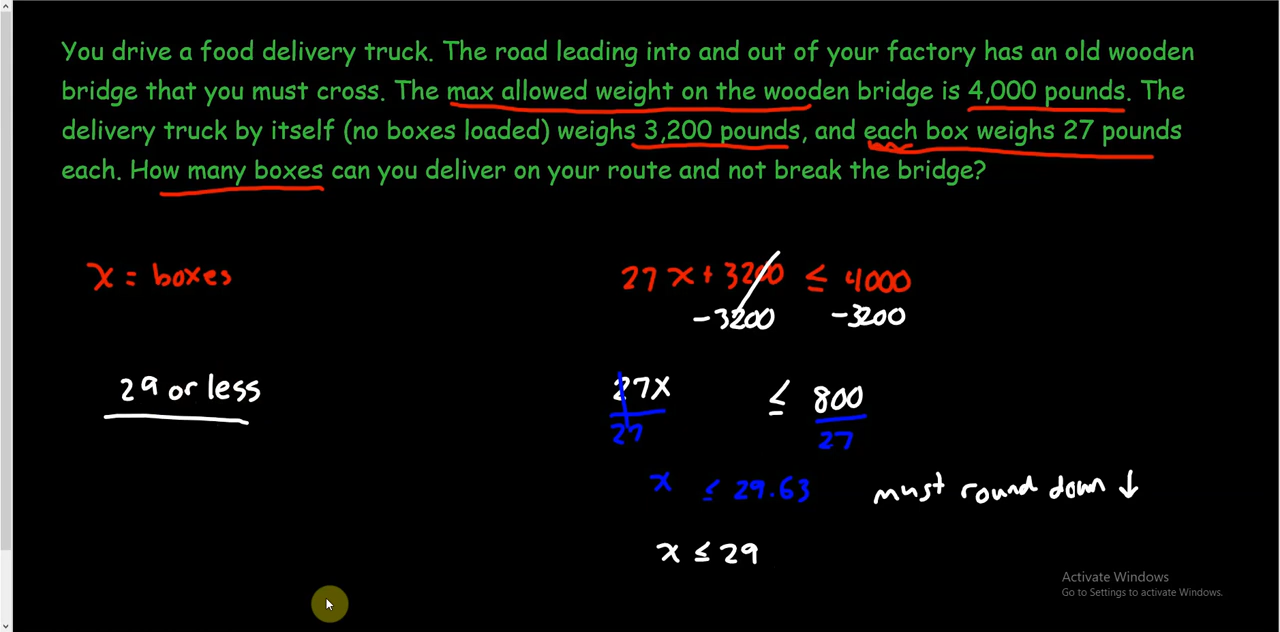 You drive a food delivery truck. The road leading into and out of your factory has an old wooden
bridge that you must cross. The max allowed weight on the wooden bridge is 4,000 pounds. The
delivery truck by itself (no boxes loaded) weighs 3,200 pounds, and each box weighs 27 pounds
each. How many boxes can you deliver on your route and not break the bridge?
x = boxes
27x + 3200 ≤ 4000
-3200 -3200
29 or less
27x ≤ 800
27 27
x ≤ 29.63 must round down ↓
x ≤ 29
Activate Windows
Go to Settings to activate Windows.